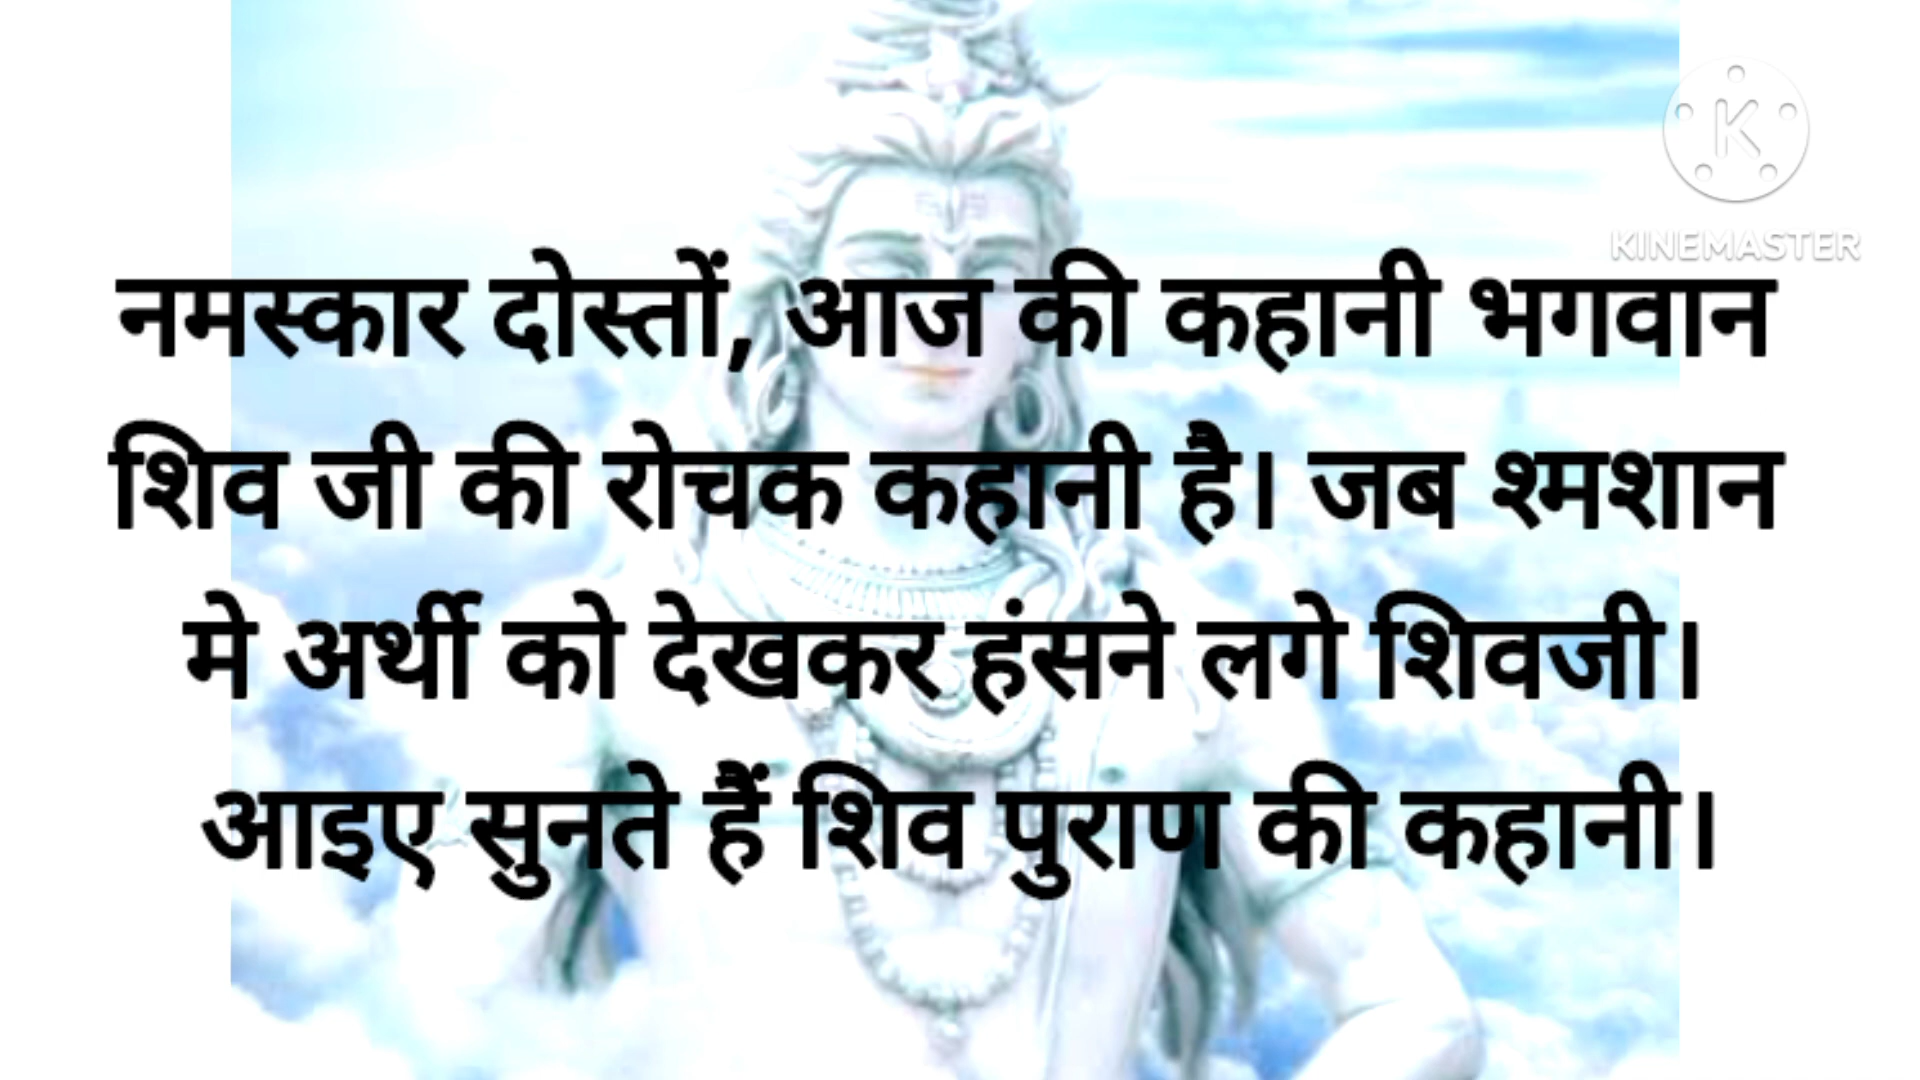 KINEMASTER
नमस्कार दोस्तों, आज की कहानी भगवान
शिव जी की रोचक कहानी है। जब श्मशान
मे अर्थी को देखकर हंसने लगे शिवजी।
आइए सुनते हैं शिव पुराण की कहानी।